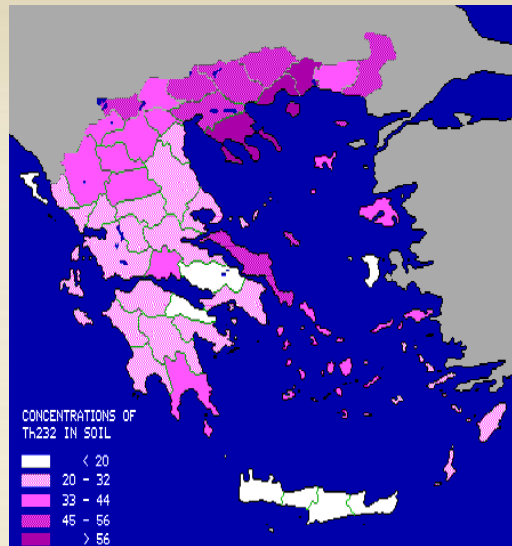 CONCENTRATIONS OF
Th232 IN SOIL
< 20
20 - 32
33 - 44
45 - 56
> 56